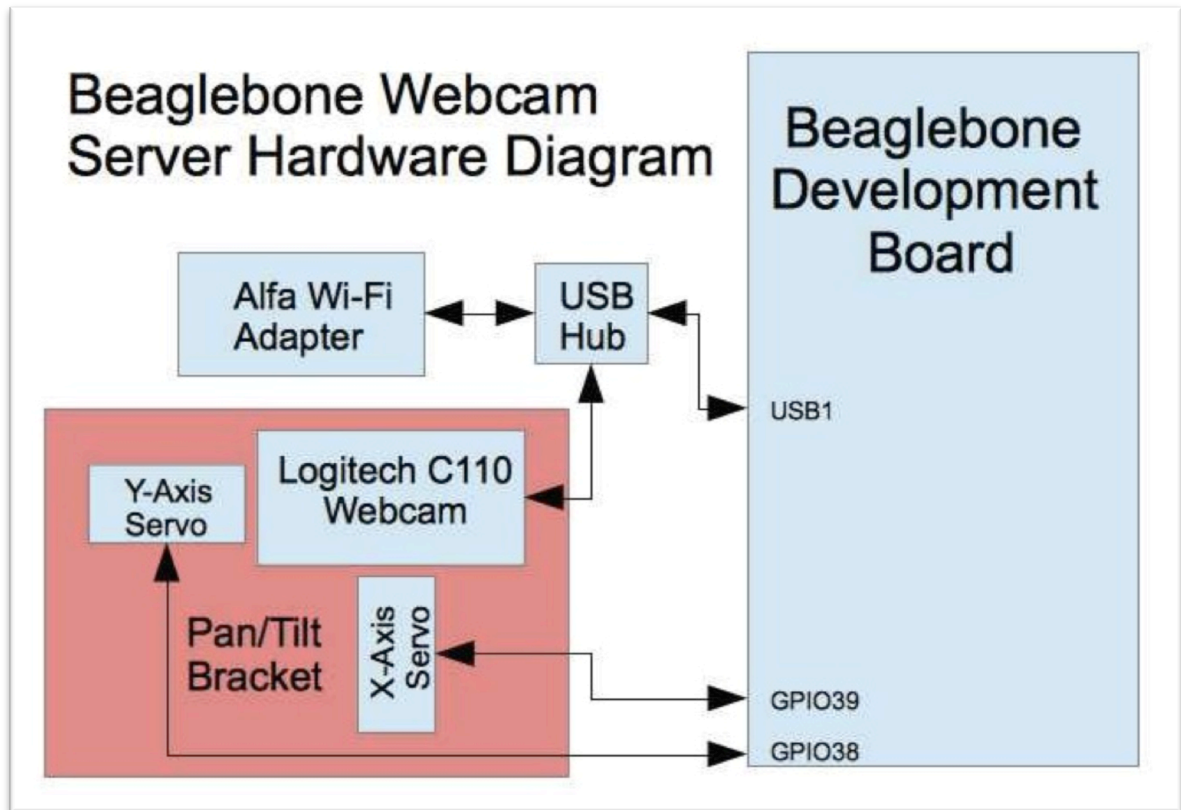 Beaglebone Webcam
Server Hardware Diagram
Beaglebone
Development
Board
Alfa Wi-Fi
Adapter
USB
Hub
USB1
Logitech C110
Webcam
Y-Axis
Servo
X-Axis
Servo
Pan/Tilt
Bracket
GPIO39
GPIO38